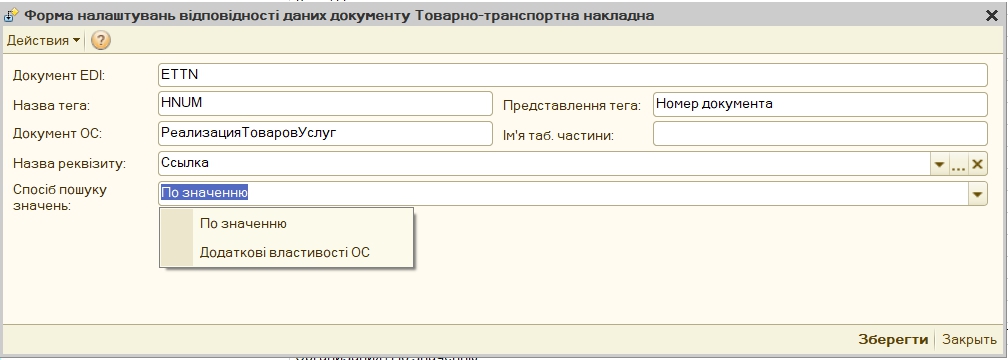 Форма налаштувань відповідності даних документу Товарно-транспортна накладна
Действия
Документ EDI: ETTN
Назва тега: HNUM Представлення тега: Номер документа
Документ ОС: РеализацияТоваровУслуг Ім'я таб. частини:
Назва реквізиту: Ссылка
Спосіб пошуку значень: По значенню
По значенню
Додаткові властивості ОС
Зберегти Закрыть